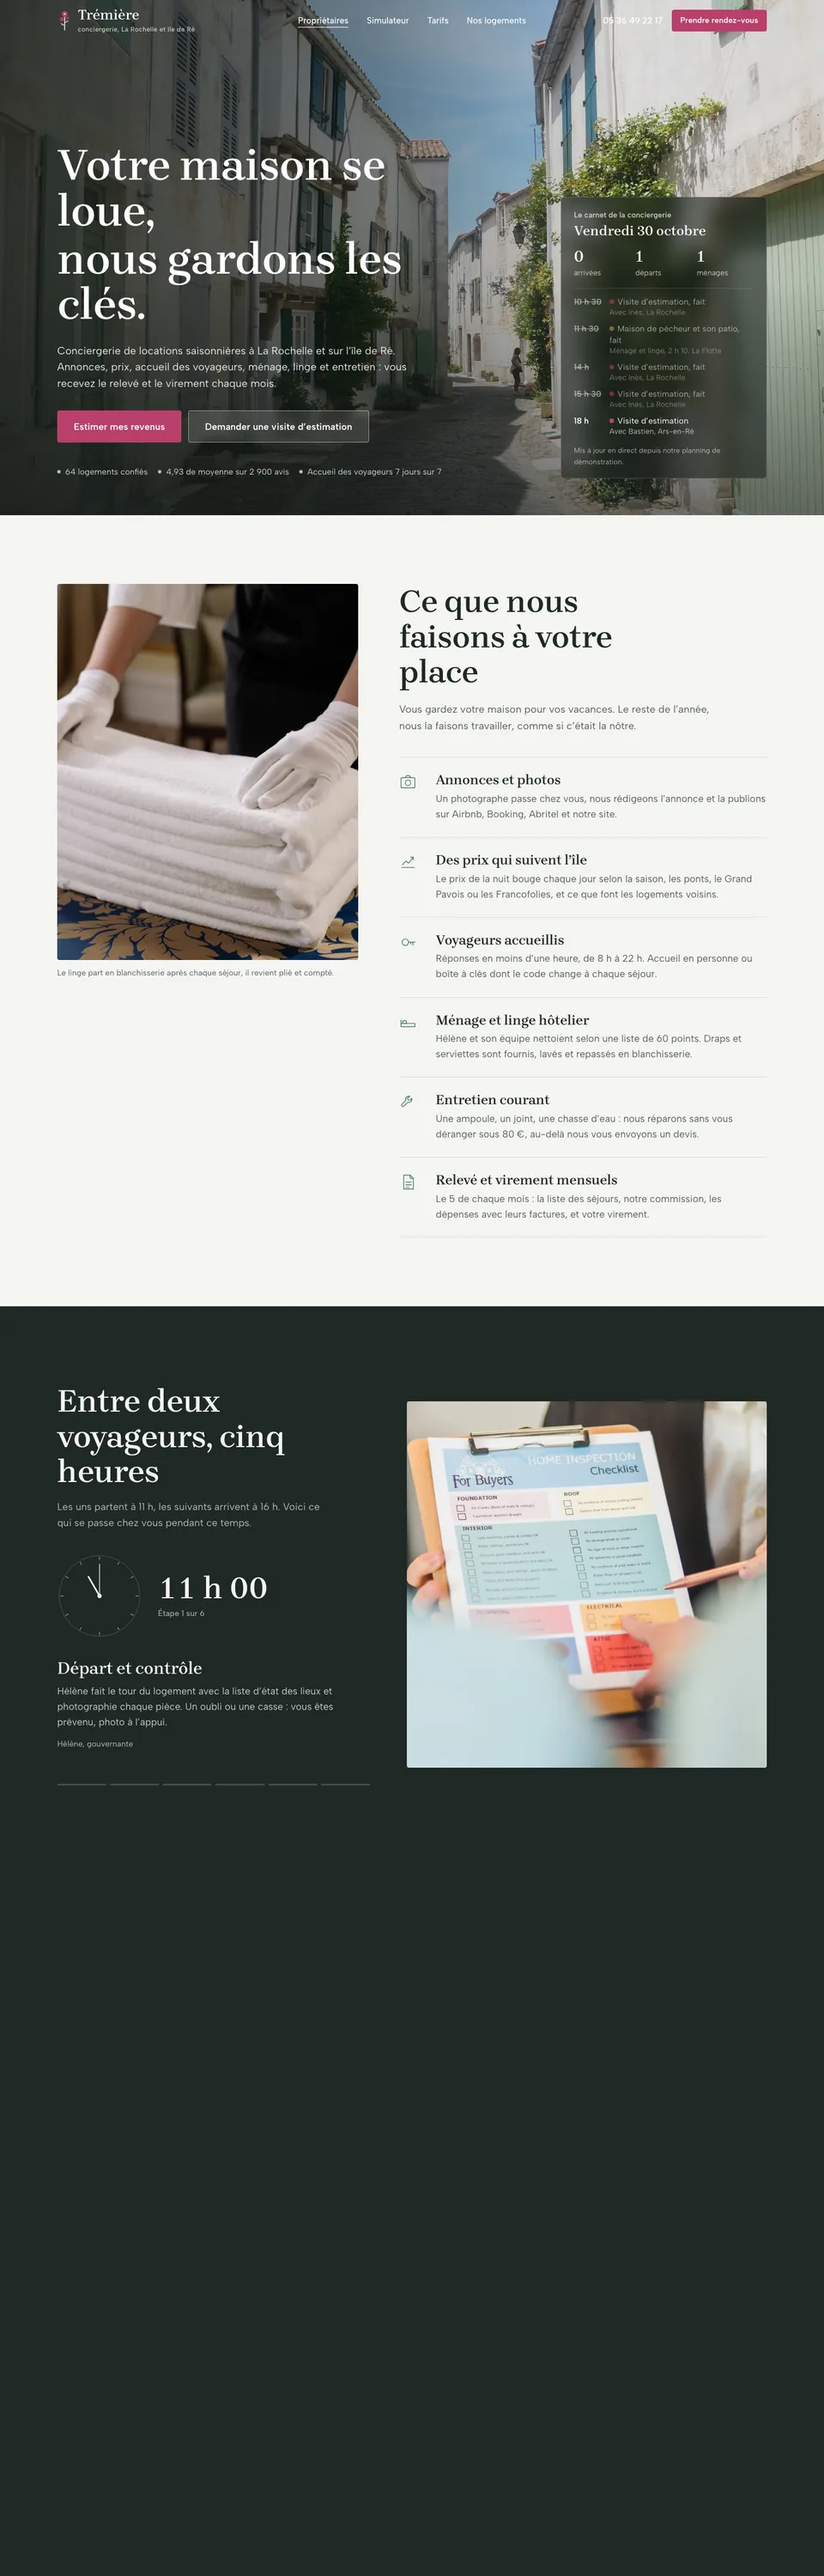 Trémière
conciergerie, La Rochelle et île de Ré
Propriétaires
Simulateur
Tarifs
Nos logements
05 36 49 22 17
Prendre rendez-vous
Votre maison se
loue,
nous gardons les
clés.
Conciergerie de locations saisonnières à La Rochelle et sur l'île de Ré.
Annonces, prix, accueil des voyageurs, ménage, linge et entretien : vous
recevez le relevé et le virement chaque mois.
Estimer mes revenus
Demander une visite d'estimation
64 logements confiés
4,93 de moyenne sur 2 900 avis
Accueil des voyageurs 7 jours sur 7
Le carnet de la conciergerie
Vendredi 30 octobre
0
arrivées
1
départs
1
ménages
10 h 30
Visite d'estimation, fait
Avec Inès, La Rochelle
11 h 30
Maison de pêcheur et son patio,
fait
Ménage et linge, 2 h 10, La Flotte
14 h
Visite d'estimation, fait
Avec Inès, La Rochelle
15 h 30
Visite d'estimation, fait
Avec Inès, La Rochelle
18 h
Visite d'estimation
Avec Bastien, Ars-en-Ré
Mis à jour en direct depuis notre planning de
démonstration.
Le linge part en blanchisserie après chaque séjour, il revient plié et compté.
Ce que nous
faisons à votre
place
Vous gardez votre maison pour vos vacances. Le reste de l'année,
nous la faisons travailler, comme si c'était la nôtre.
Annonces et photos
Un photographe passe chez vous, nous rédigeons l'annonce et la publions
sur Airbnb, Booking, Abritel et notre site.
Des prix qui suivent l'île
Le prix de la nuit bouge chaque jour selon la saison, les ponts, le Grand
Pavois ou les Francofolies, et ce que font les logements voisins.
Voyageurs accueillis
Réponses en moins d'une heure, de 8 h à 22 h. Accueil en personne ou
boîte à clés dont le code change à chaque séjour.
Ménage et linge hôtelier
Hélène et son équipe nettoient selon une liste de 60 points. Draps et
serviettes sont fournis, lavés et repassés en blanchisserie.
Entretien courant
Une ampoule, un joint, une chasse d'eau : nous réparons sans vous
déranger sous 80 €, au-delà nous vous envoyons un devis.
Relevé et virement mensuels
Le 5 de chaque mois : la liste des séjours, notre commission, les
dépenses avec leurs factures, et votre virement.
Entre deux
voyageurs, cinq
heures
Les uns partent à 11 h, les suivants arrivent à 16 h. Voici ce
qui se passe chez vous pendant ce temps.
11 h 00
Étape 1 sur 6
Départ et contrôle
Hélène fait le tour du logement avec la liste d'état des lieux et
photographie chaque pièce. Un oubli ou une casse : vous êtes
prévenu, photo à l'appui.
Hélène, gouvernante
HOME INSPECTION
For Buyers
Checklist
FOUNDATION
ROOF
INTERIOR
ELECTRICAL
ATTIC